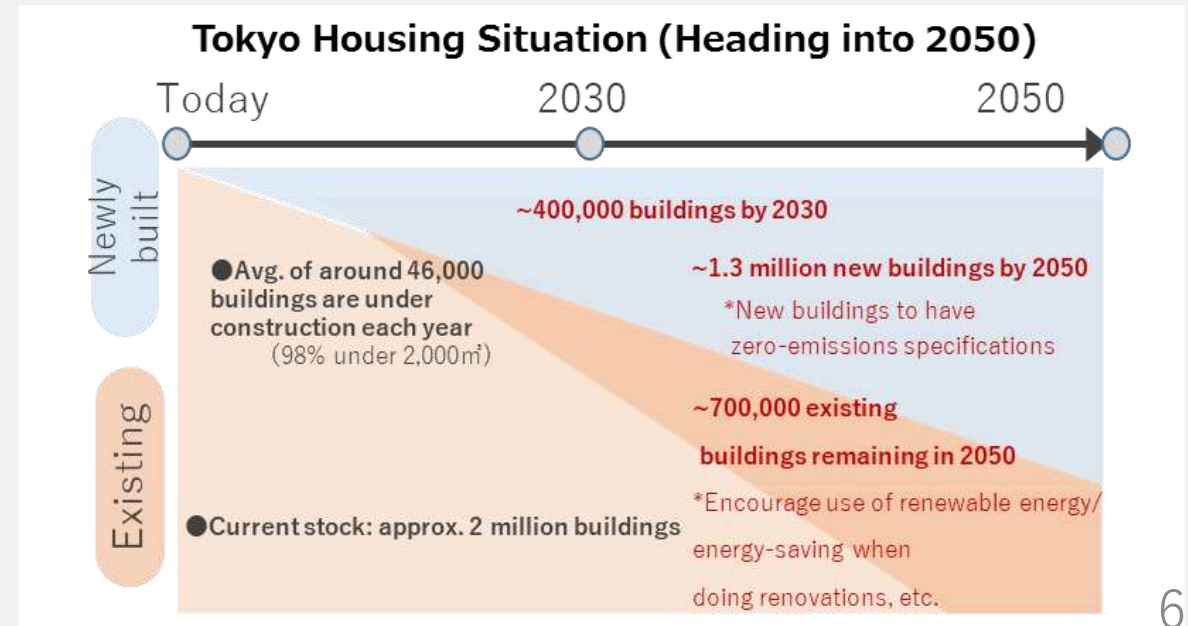 Tokyo Housing Situation (Heading into 2050)
Today
2030
2050
Newly
built
~400,000 buildings by 2030
●Avg. of around 46,000
buildings are under
construction each year
(98% under 2,000㎡)
~1.3 million new buildings by 2050
*New buildings to have
zero-emissions specifications
Existing
~700,000 existing
buildings remaining in 2050
●Current stock: approx. 2 million buildings
*Encourage use of renewable energy/
energy-saving when
doing renovations, etc.
6